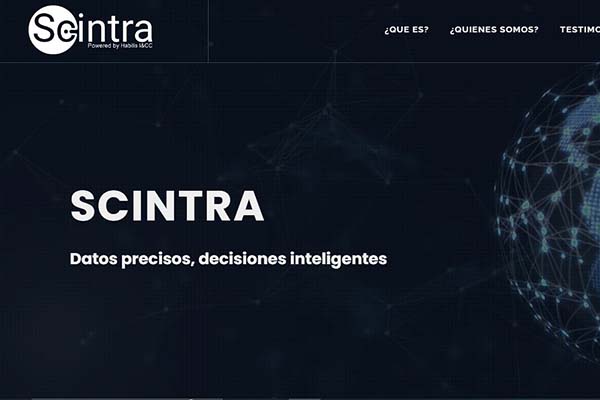 Scintra
Powered by Habilis I&CC
¿QUE ES?
¿QUIENES SOMOS?
TESTIMO
SCINTRA
Datos precisos, decisiones inteligentes